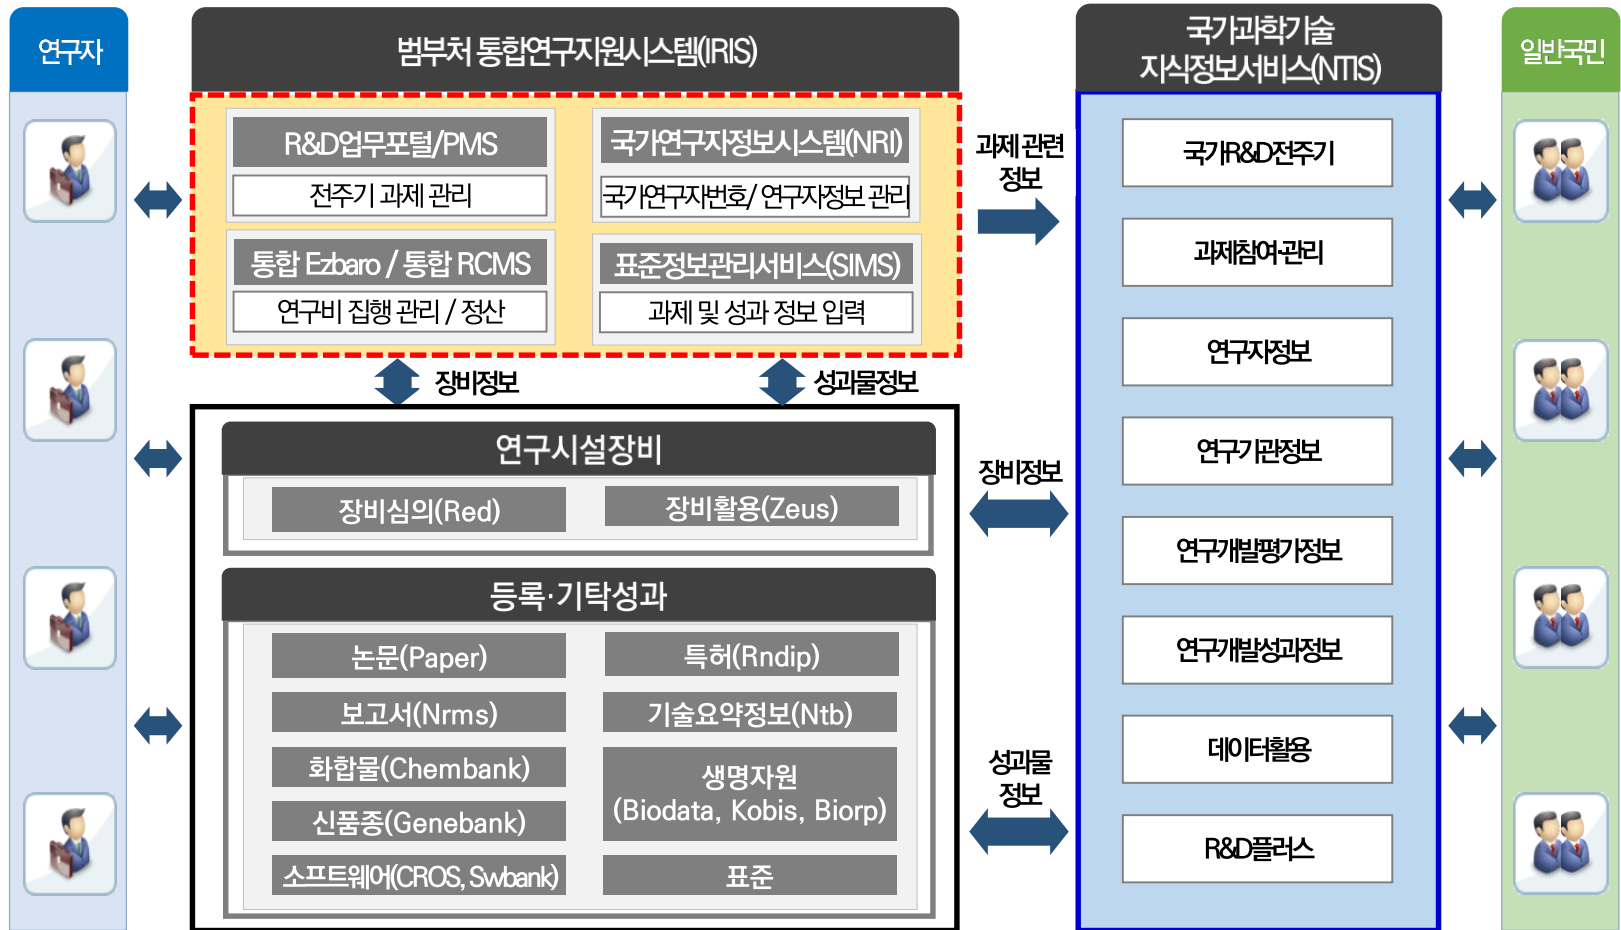 연구자
범부처 통합연구지원시스템(IRIS)
국가과학기술
지식정보서비스(NTIS)
일반국민
R&D업무포털/PMS
전주기 과제 관리
국가연구자정보시스템(NRI)
국가연구자번호/ 연구자정보 관리
통합 Ezbaro / 통합 RCMS
연구비 집행 관리 / 정산
표준정보관리서비스(SIMS)
과제 및 성과 정보 입력
과제 관련
정보
장비정보
성과물정보
연구시설장비
장비심의(Red)
장비활용(Zeus)
등록·기탁성과
논문(Paper)
특허(Rndip)
보고서(Nrms)
기술요약정보(Ntb)
화합물(Chembank)
생명자원
(Biodata, Kobis, Biorp)
신품종(Genebank)
소프트웨어(CROS, Swbank)
표준
장비정보
성과물
정보
국가R&D전주기
과제참여·관리
연구자정보
연구기관정보
연구개발평가정보
연구개발성과정보
데이터활용
R&D플러스